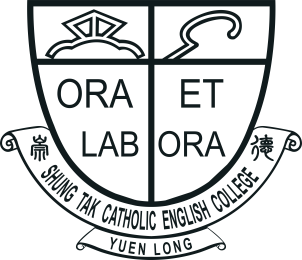 ORA ET
LAB ORA
崇 德
SHUNG TAK CATHOLIC ENGLISH COLLEGE
YUEN LONG